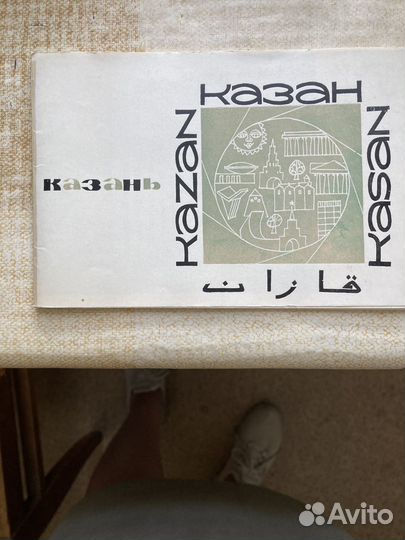 казань
казан
kazan
kasan
قازان
Avito